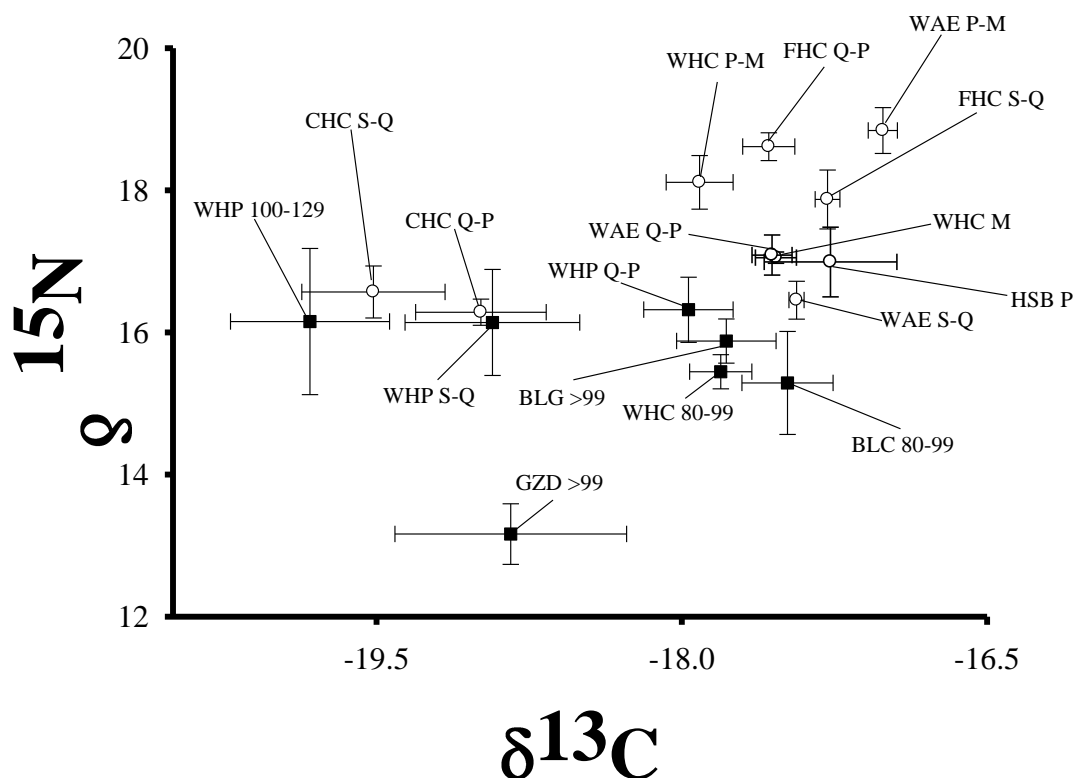 20
18
16
14
12
-19.5
-18.0
-16.5
δ15N
δ13C
WAE P-M
FHC Q-P
WHC P-M
FHC S-Q
CHC S-Q
WHP 100-129
CHC Q-P
WAE Q-P
WHC M
WHP Q-P
HSB P
WAE S-Q
WHP S-Q
BLG >99
WHC 80-99
BLC 80-99
GZD >99